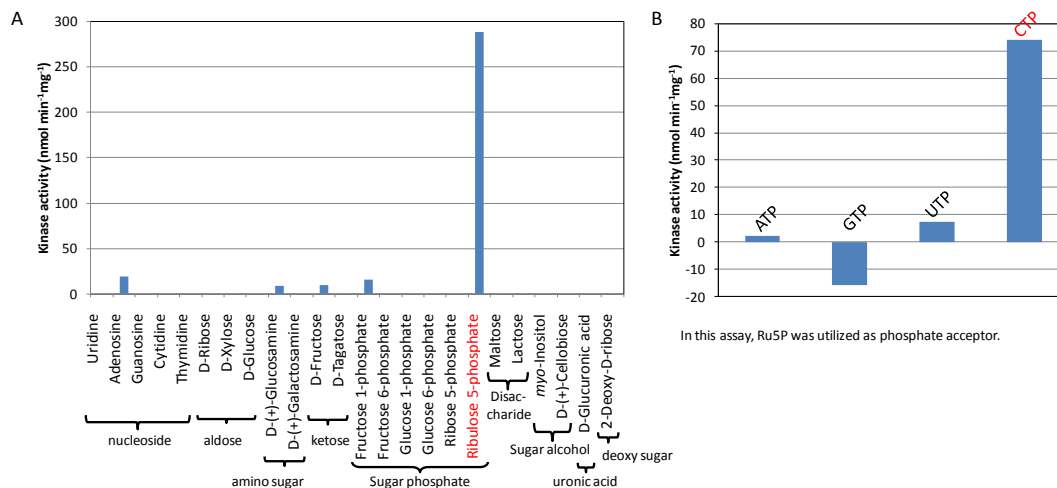 A
Kinase activity (nmol min⁻¹mg⁻¹)
300
250
200
150
100
50
0
Uridine
Adenosine
Guanosine
Cytidine
Thymidine
D-Ribose
D-Xylose
D-Glucose
D-(+)-Glucosamine
D-(+)-Galactosamine
D-Fructose
D-Tagatose
Fructose 1-phosphate
Fructose 6-phosphate
Glucose 1-phosphate
Glucose 6-phosphate
Ribose 5-phosphate
Ribulose 5-phosphate
Maltose
Lactose
myo-Inositol
D-(+)-Cellobiose
D-Glucuronic acid
2-Deoxy-D-ribose
nucleoside
aldose
amino sugar
ketose
Sugar phosphate
Disac-
charide
Sugar alcohol
uronic acid
deoxy sugar
B
Kinase activity (nmol min⁻¹mg⁻¹)
80
70
60
50
40
30
20
10
0
-10
-20
ATP
GTP
UTP
CTP
In this assay, Ru5P was utilized as phosphate acceptor.